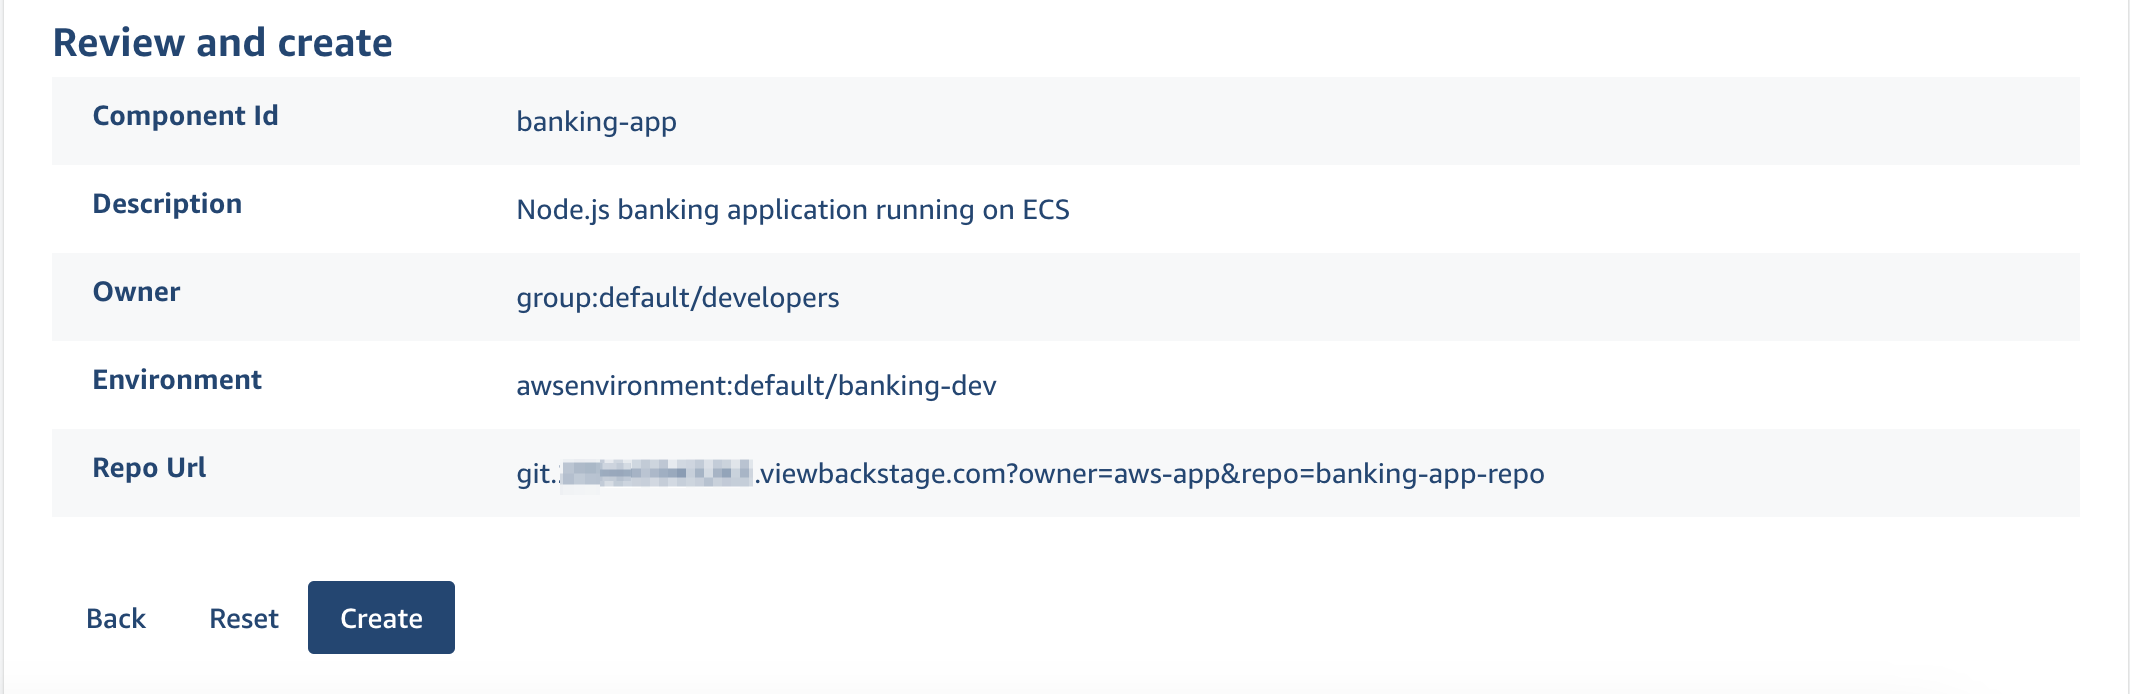 Review and create
Component Id banking-app
Description Node.js banking application running on ECS
Owner group:default/developers
Environment awsenvironment:default/banking-dev
Repo Url git. .viewbackstage.com?owner=aws-app&repo=banking-app-repo
Back Reset Create